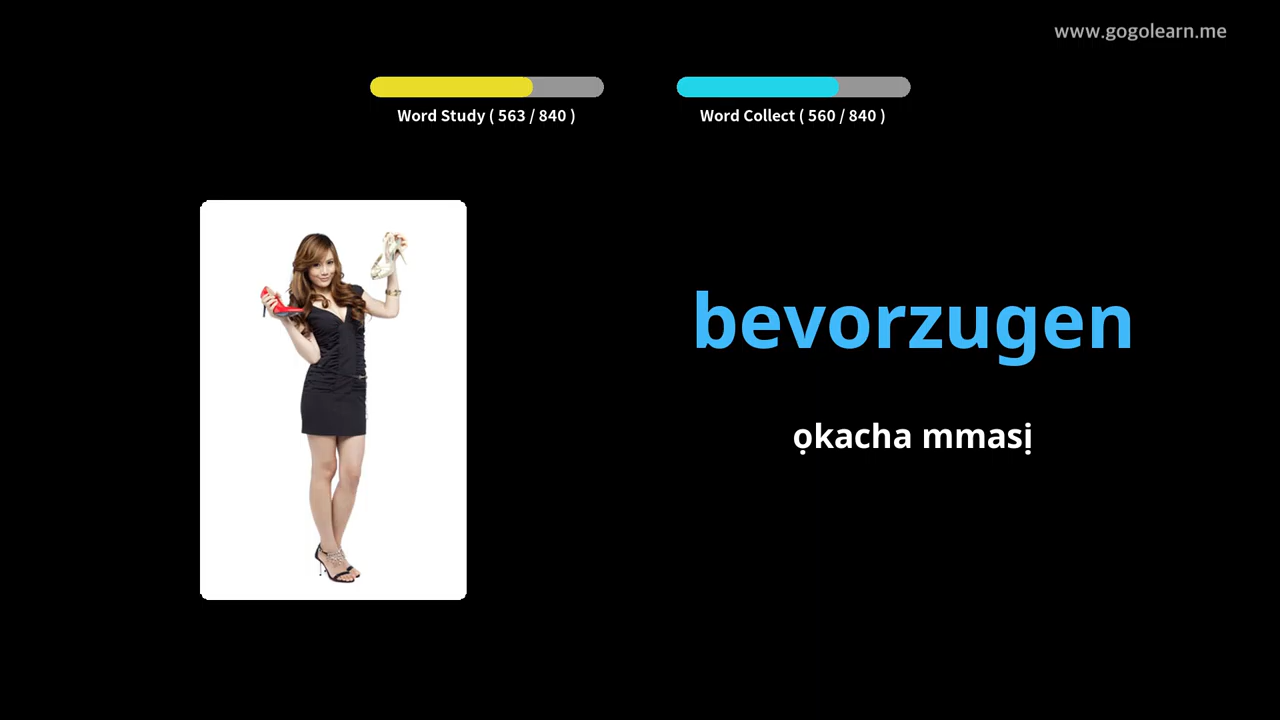 www.gogolearn.me
Word Study ( 563 / 840 )
Word Collect ( 560 / 840 )
bevorzugen
ọkacha mmasị